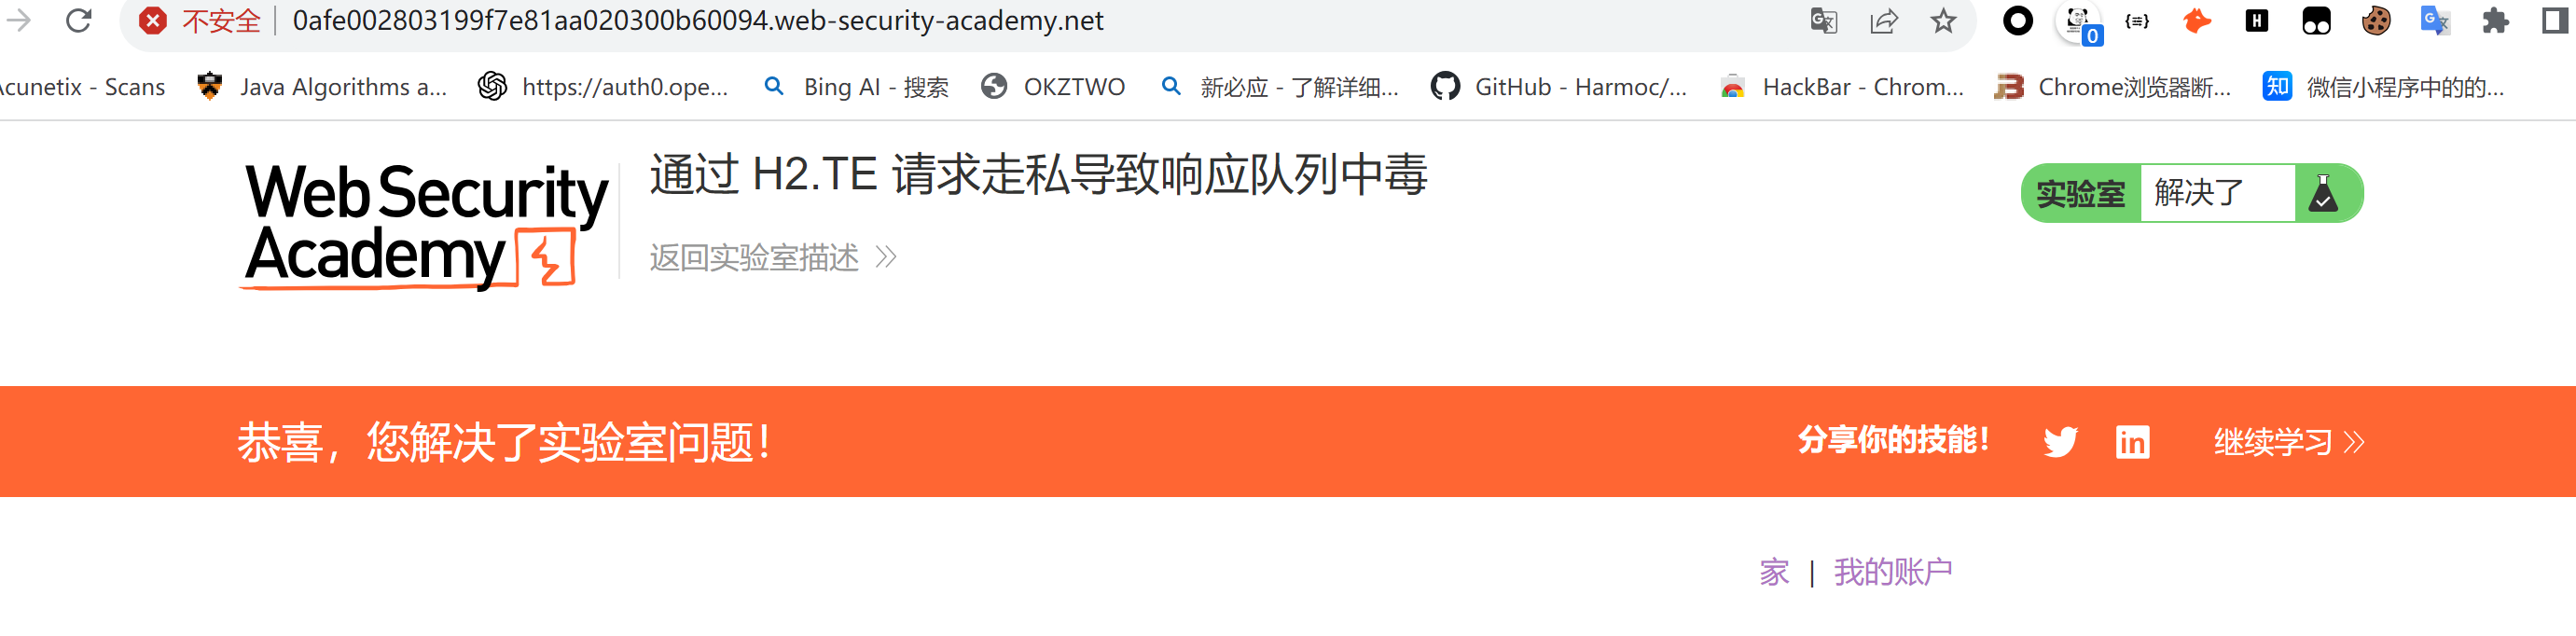 不安全 0afe002803199f7e81aa020300b60094.web-security-academy.net 0
cunetix - Scans Java Algorithms a... https://auth0.ope... Bing AI - 搜索 OKZTWO 新必应 - 了解详细... GitHub - Harmoc/... HackBar - Chrom... Chrome浏览器断... 知 微信小程序中的的...
Web Security
Academy
通过 H2.TE 请求走私导致响应队列中毒
返回实验室描述
实验室 解决了
恭喜，您解决了实验室问题！
分享你的技能！ in 继续学习
家 | 我的账户